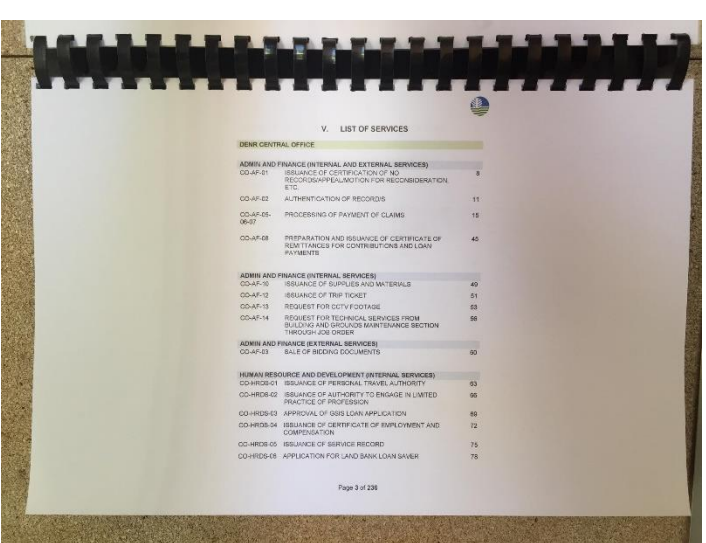 V. LIST OF SERVICES
DENR CENTRAL OFFICE
ADMIN AND FINANCE (INTERNAL AND EXTERNAL SERVICES)
CO-AF-01 ISSUANCE OF CERTIFICATION OF NO 8
RECORDS/APPEAL/MOTION FOR RECONSIDERATION,
ETC.
CO-AF-02 AUTHENTICATION OF RECORD/S 11
CO-AF-05- PROCESSING OF PAYMENT OF CLAIMS 15
06-07
CO-AF-08 PREPARATION AND ISSUANCE OF CERTIFICATE OF
REMITTANCES FOR CONTRIBUTIONS AND LOAN
PAYMENTS
ADMIN AND FINANCE (INTERNAL SERVICES)
CO-AF-10 ISSUANCE OF SUPPLIES AND MATERIALS 49
CO-AF-12 ISSUANCE OF TRIP TICKET 51
CO-AF-13 REQUEST FOR CCTV FOOTAGE 53
CO-AF-14 REQUEST FOR TECHNICAL SERVICES FROM 56
BUILDING AND GROUNDS MAINTENANCE SECTION
THROUGH JOB ORDER
ADMIN AND FINANCE (EXTERNAL SERVICES)
CO-AF-03 SALE OF BIDDING DOCUMENTS 60
HUMAN RESOURCE AND DEVELOPMENT (INTERNAL SERVICES)
CO-HRDS-01 ISSUANCE OF PERSONAL TRAVEL AUTHORITY 63
CO-HRDS-02 ISSUANCE OF AUTHORITY TO ENGAGE IN LIMITED 66
PRACTICE OF PROFESSION
CO-HRDS-03 APPROVAL OF GSIS LOAN APPLICATION 69
CO-HRDS-04 ISSUANCE OF CERTIFICATE OF EMPLOYMENT AND 72
COMPENSATION
CO-HRDS-05 ISSUANCE OF SERVICE RECORD 75
CO-HRDS-06 APPLICATION FOR LAND BANK LOAN SAVER 78
Page 3 of 236